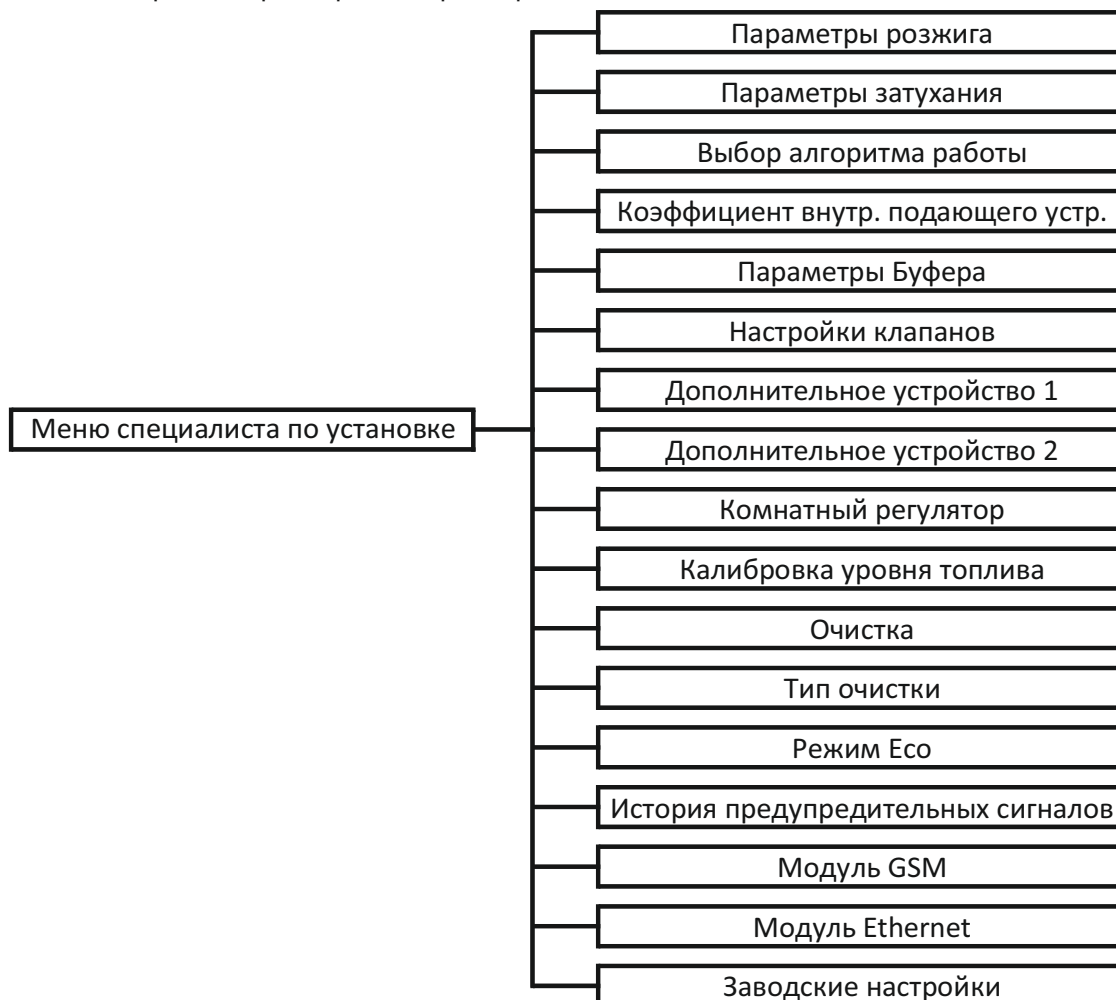 Параметры розжига
Параметры затухания
Выбор алгоритма работы
Коэффициент внутр. подающего устр.
Параметры Буфера
Настройки клапанов
Дополнительное устройство 1
Меню специалиста по установке
Дополнительное устройство 2
Комнатный регулятор
Калибровка уровня топлива
Очистка
Тип очистки
Режим Eco
История предупредительных сигналов
Модуль GSM
Модуль Ethernet
Заводские настройки